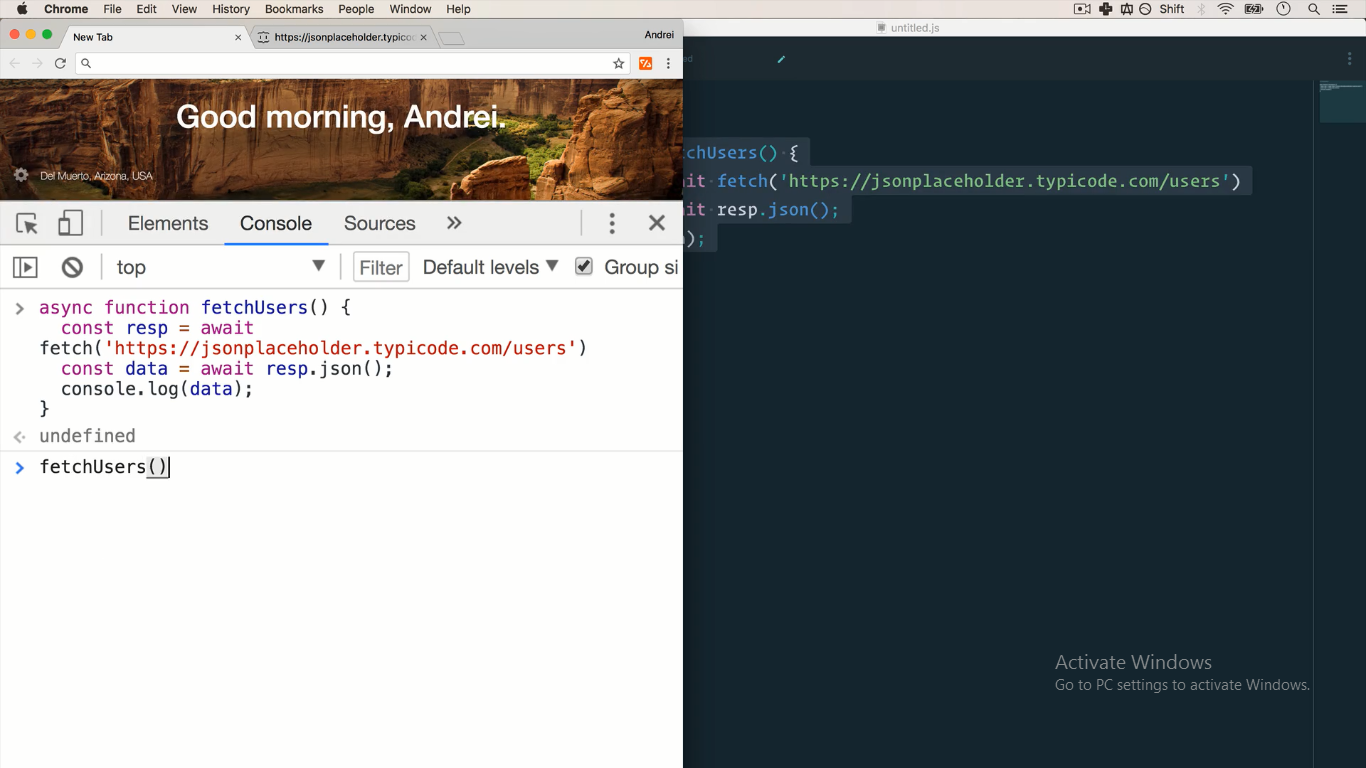 Chrome File Edit View History Bookmarks People Window Help Shift
New Tab
https://jsonplaceholder.typico
Andrei
untitled.js
Good morning, Andrei.
Del Muerto, Arizona, USA
Elements Console Sources
top Filter Default levels Group si
async function fetchUsers() {
const resp = await
fetch('https://jsonplaceholder.typicode.com/users')
const data = await resp.json();
console.log(data);
}
undefined
fetchUsers()
chUsers() {
it fetch('https://jsonplaceholder.typicode.com/users')
it resp.json();
);
Activate Windows
Go to PC settings to activate Windows.